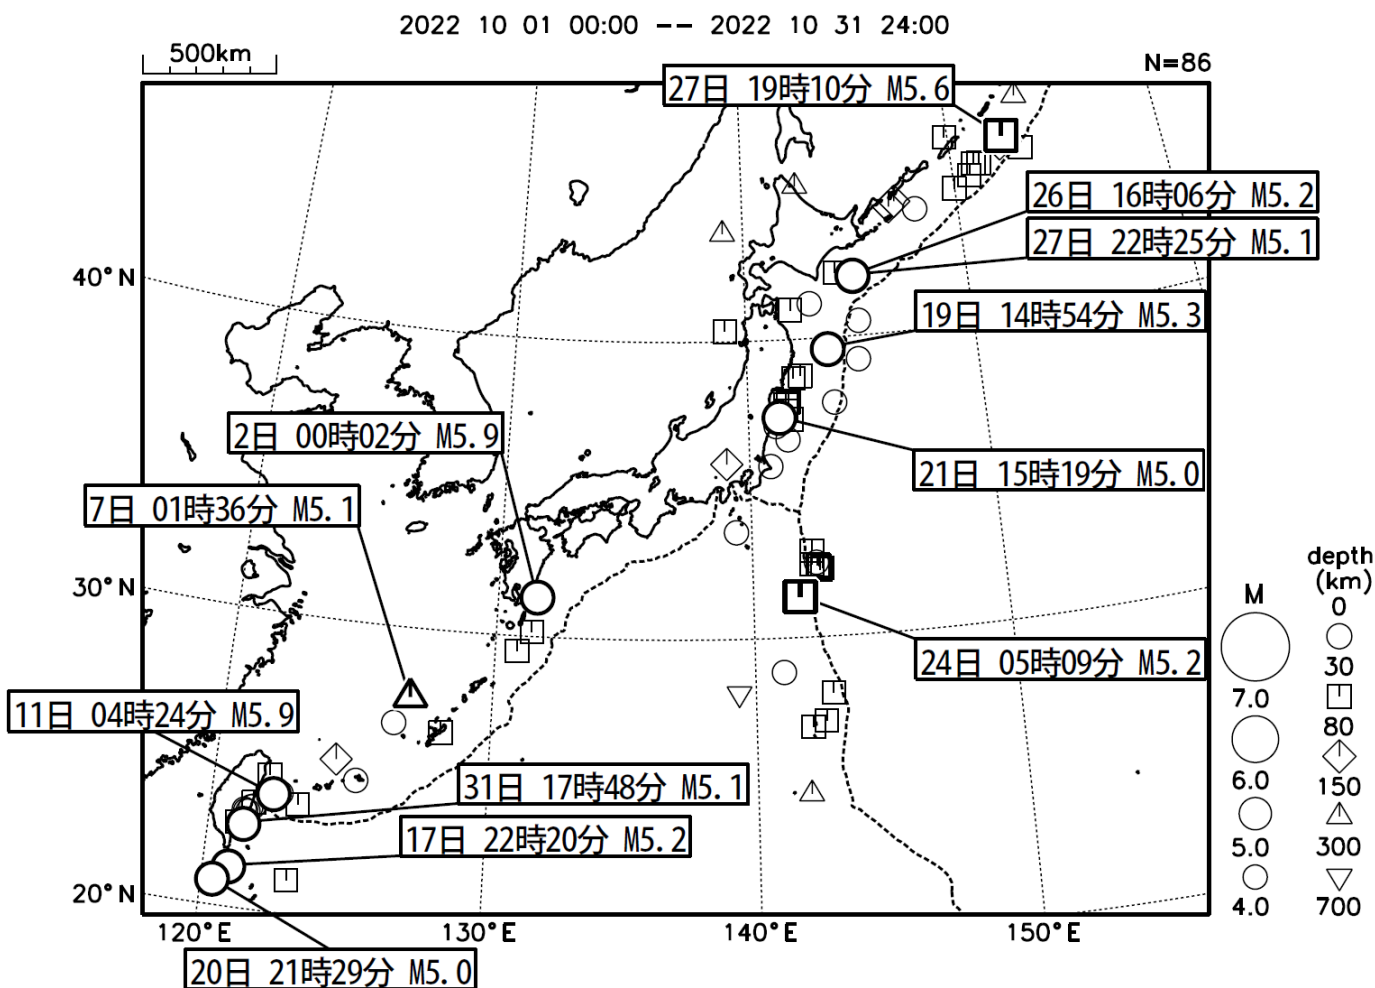 2022 10 01 00:00 -- 2022 10 31 24:00
500km
N=86
27日 19時10分 M5.6
26日 16時06分 M5.2
27日 22時25分 M5.1
40°N
19日 14時54分 M5.3
2日 00時02分 M5.9
21日 15時19分 M5.0
7日 01時36分 M5.1
30°N
24日 05時09分 M5.2
11日 04時24分 M5.9
31日 17時48分 M5.1
17日 22時20分 M5.2
20°N
120°E
130°E
140°E
150°E
20日 21時29分 M5.0
M
7.0
6.0
5.0
4.0
depth
(km)
0
30
80
150
300
700